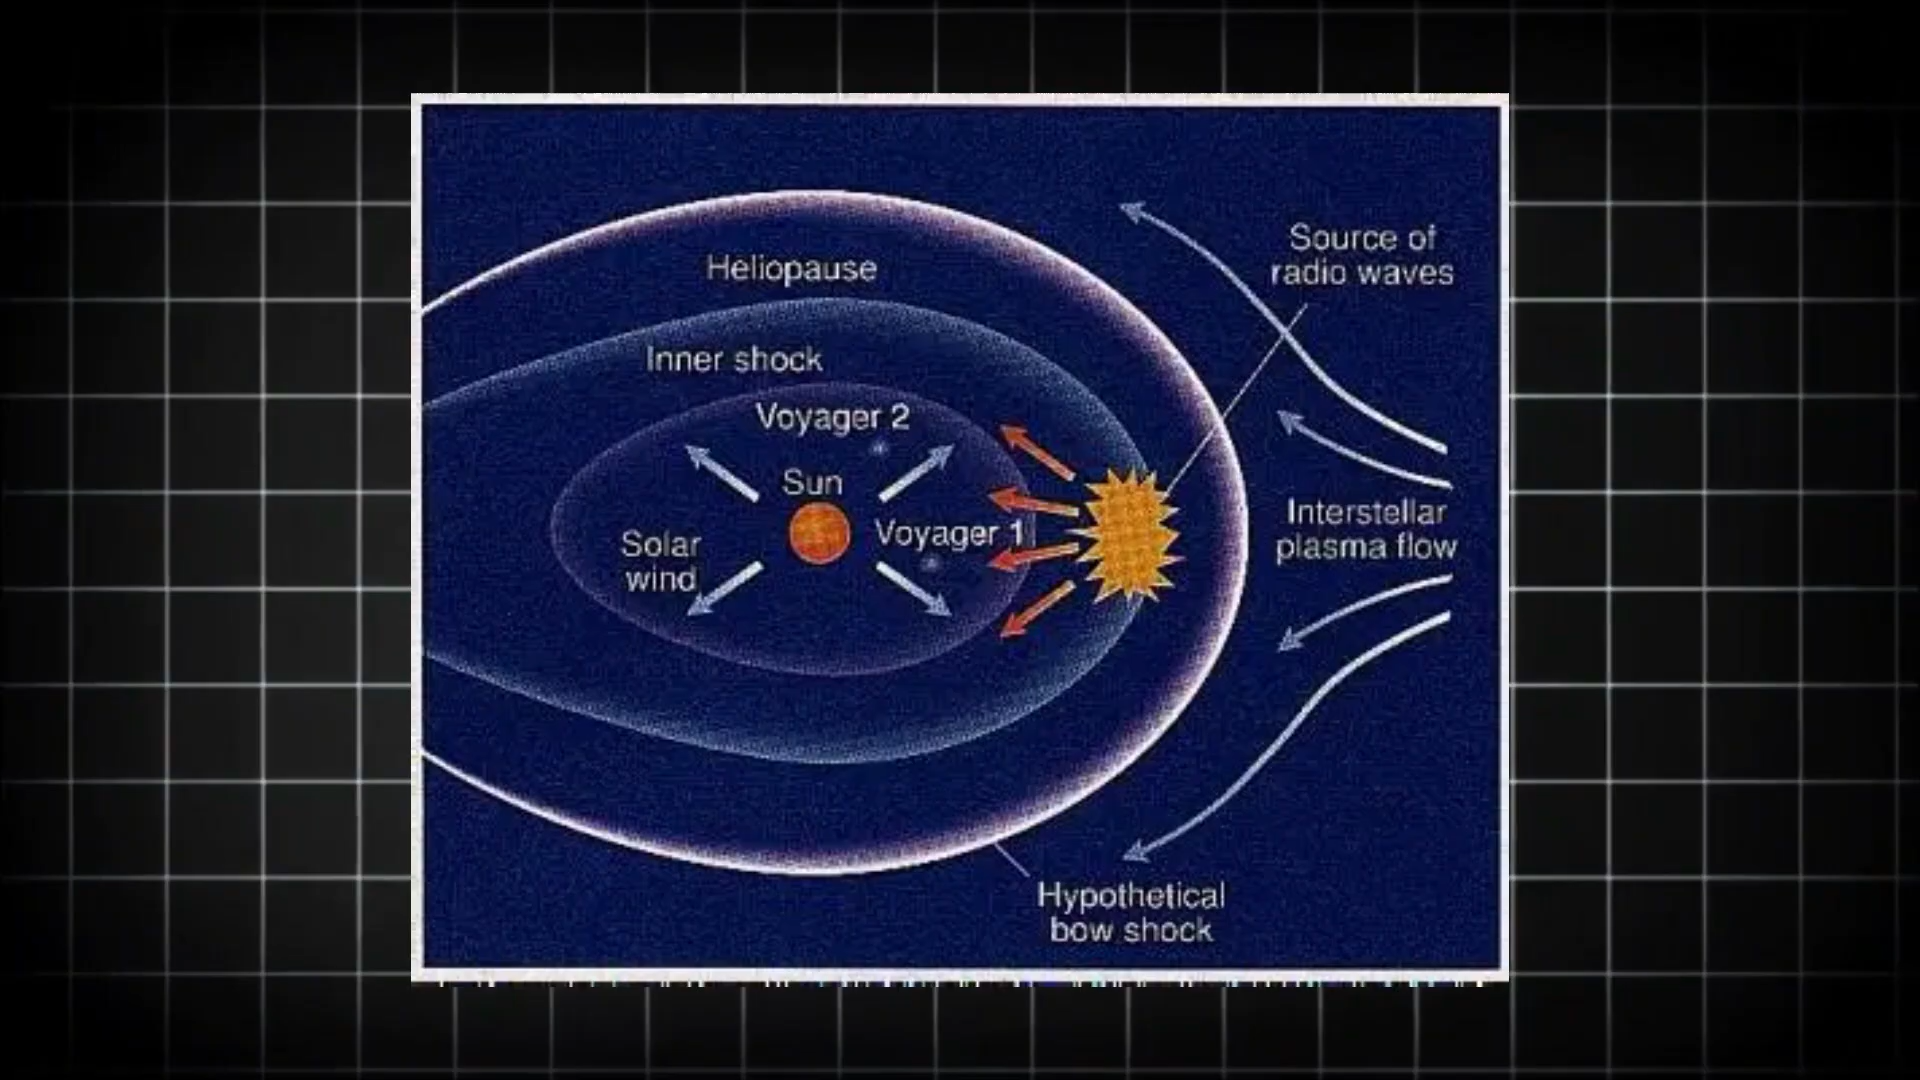 Source of
radio waves
Heliopause
Inner shock
Voyager 2
Sun
Voyager 1
Solar
wind
Interstellar
plasma flow
Hypothetical
bow shock